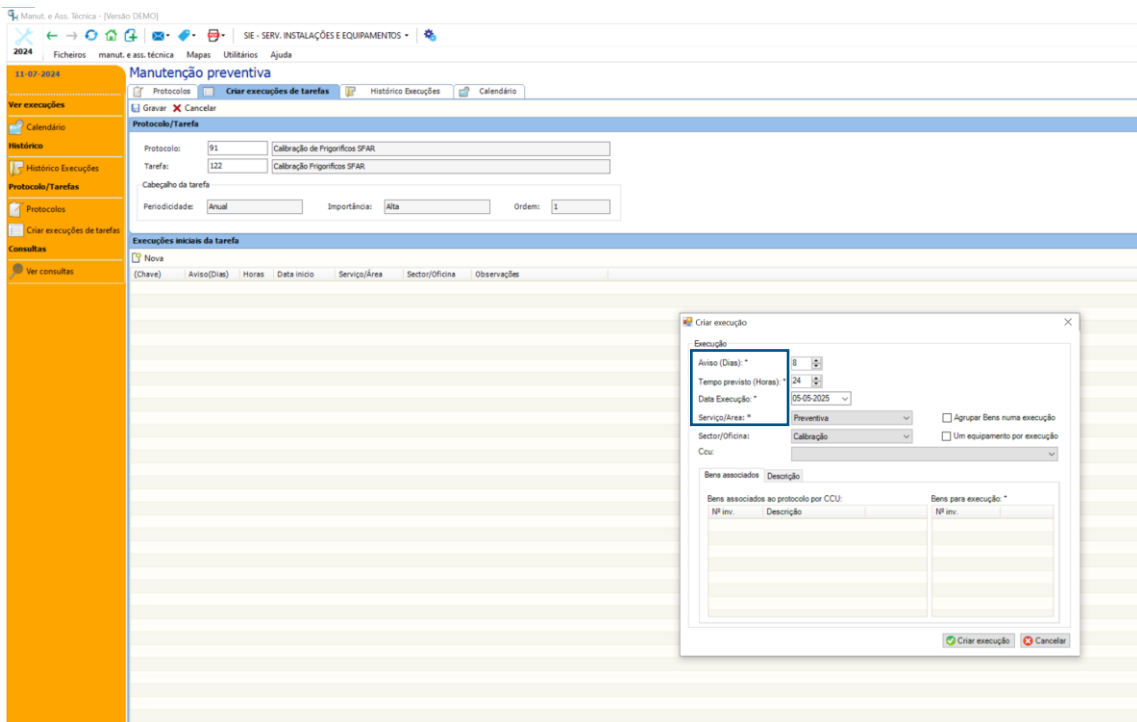 Manut. e Ass. Técnica - [Versão DEMO]
SIE - SERV. INSTALAÇÕES E EQUIPAMENTOS
2024 Ficheiros manut. e ass. técnica Mapas Utilitários Ajuda
11-07-2024
Ver execuções
Calendário
Histórico
Histórico Execuções
Protocolo/Tarefas
Protocolos
Criar execuções de tarefas
Consultas
Ver consultas
Manutenção preventiva
Protocolos Criar execuções de tarefas Histórico Execuções Calendário
Gravar Cancelar
Protocolo/Tarefa
Protocolo: 91 Calibração de Frigorificos SFAR
Tarefa: 122 Calibração Frigorificos SFAR
Cabeçalho da tarefa
Periodicidade: Anual Importância: Alta Ordem: 1
Execuções iniciais da tarefa
Nova
(Chave) Aviso(Dias) Horas Data inicio Serviço/Área Sector/Oficina Observações
Criar execução
Execução
Aviso (Dias): * 8
Tempo previsto (Horas): * 24
Data Execução: * 05-05-2025
Serviço/Area: * Preventiva Agrupar Bens numa execução
Sector/Oficina: Calibração Um equipamento por execução
Ccu:
Bens associados Descrição
Bens associados ao protocolo por CCU: Bens para execução: *
Nº inv. Descrição Nº inv.
Criar execução Cancelar